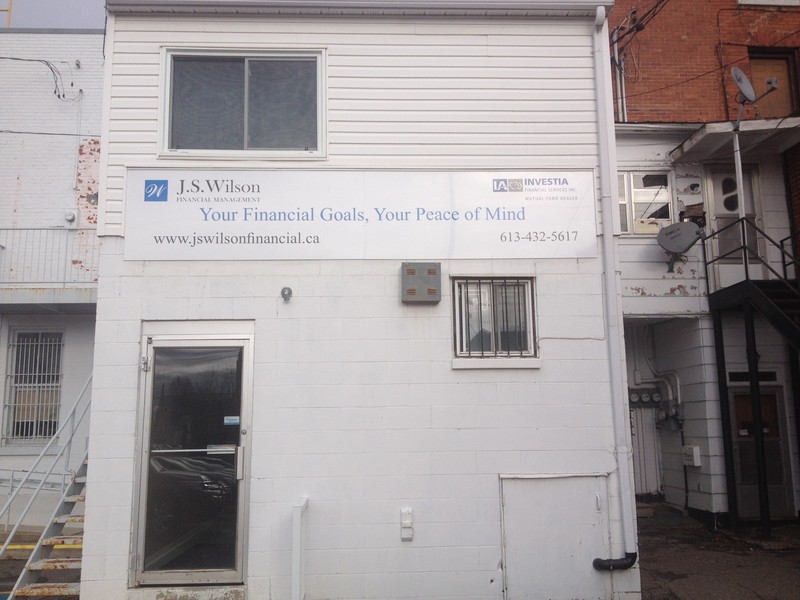 J.S.Wilson
FINANCIAL MANAGEMENT
IA INVESTIA
FINANCIAL SERVICES INC.
MUTUAL FUND DEALER
Your Financial Goals, Your Peace of Mind
www.jswilsonfinancial.ca
613-432-5617